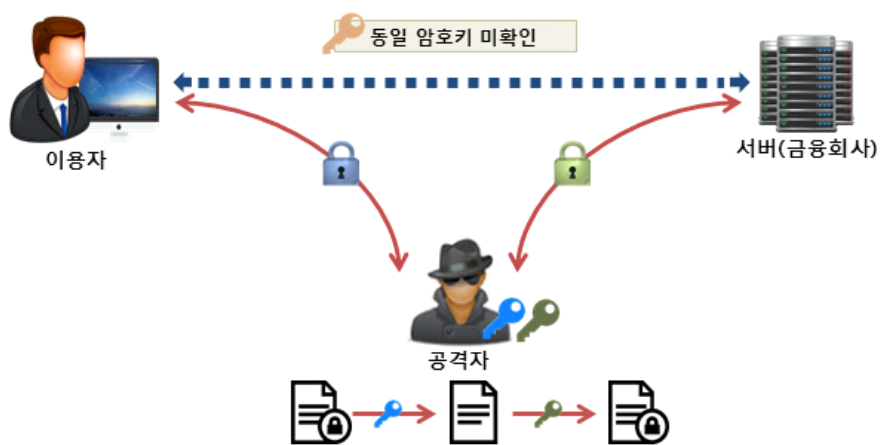 동일 암호키 미확인
이용자
서버(금융회사)
공격자